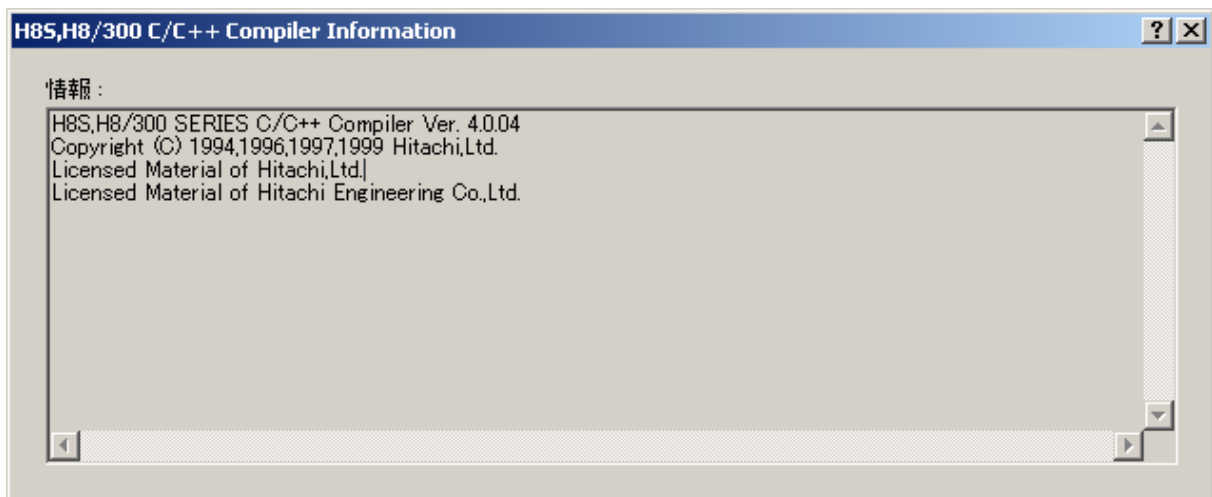 H8S,H8/300 C/C++ Compiler Information
情報 :
H8S,H8/300 SERIES C/C++ Compiler Ver. 4.0.04
Copyright (C) 1994,1996,1997,1999 Hitachi,Ltd.
Licensed Material of Hitachi,Ltd.
Licensed Material of Hitachi Engineering Co.,Ltd.